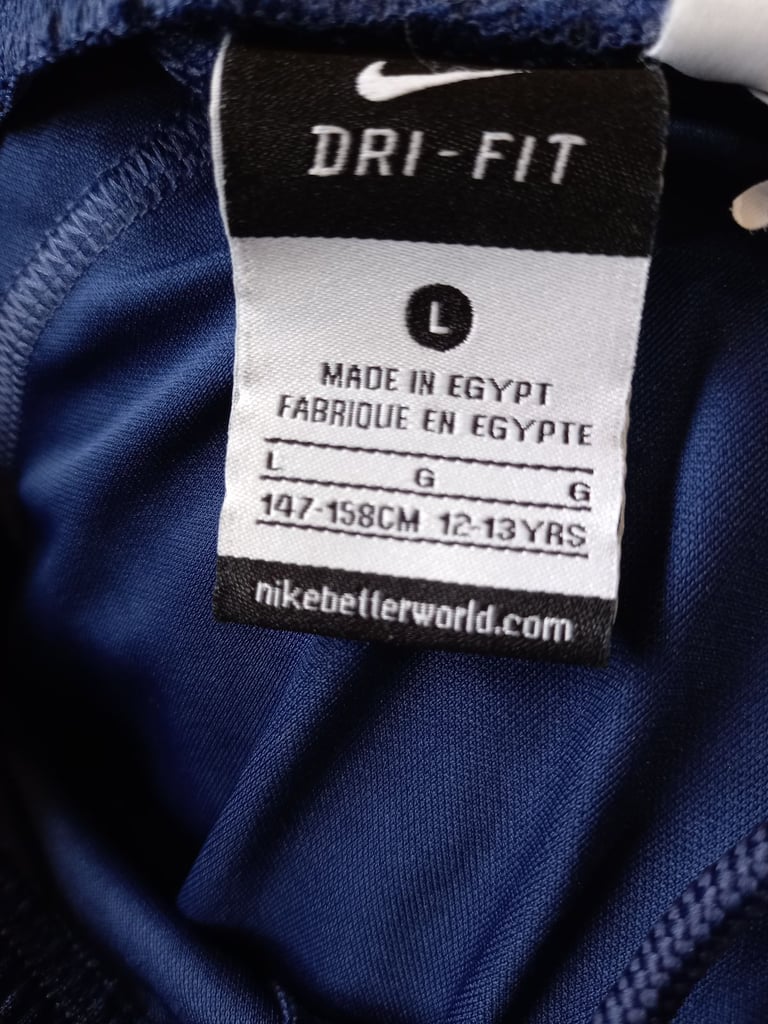 DRI-FIT
L
MADE IN EGYPT
FABRIQUE EN EGYPTE
L G G
147-158CM 12-13YRS
nikebetterworld.com